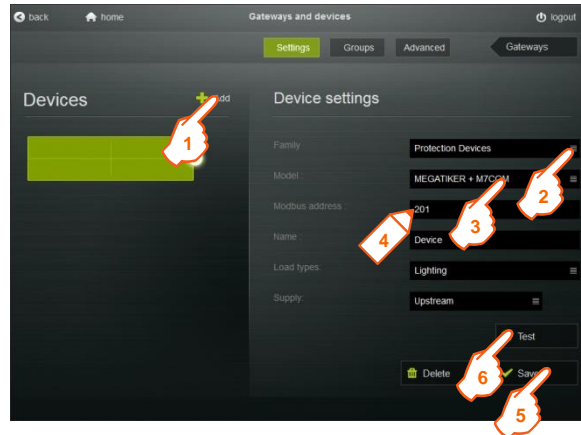 back home Gateways and devices logout
Settings Groups Advanced Gateways
Devices Add Device settings
1
Family Protection Devices
2
Model MEGATIKER + M7COM
3
Modbus address : 201
4
Name : Device
Load types: Lighting
Supply: Upstream
Test
6
Delete Save
5